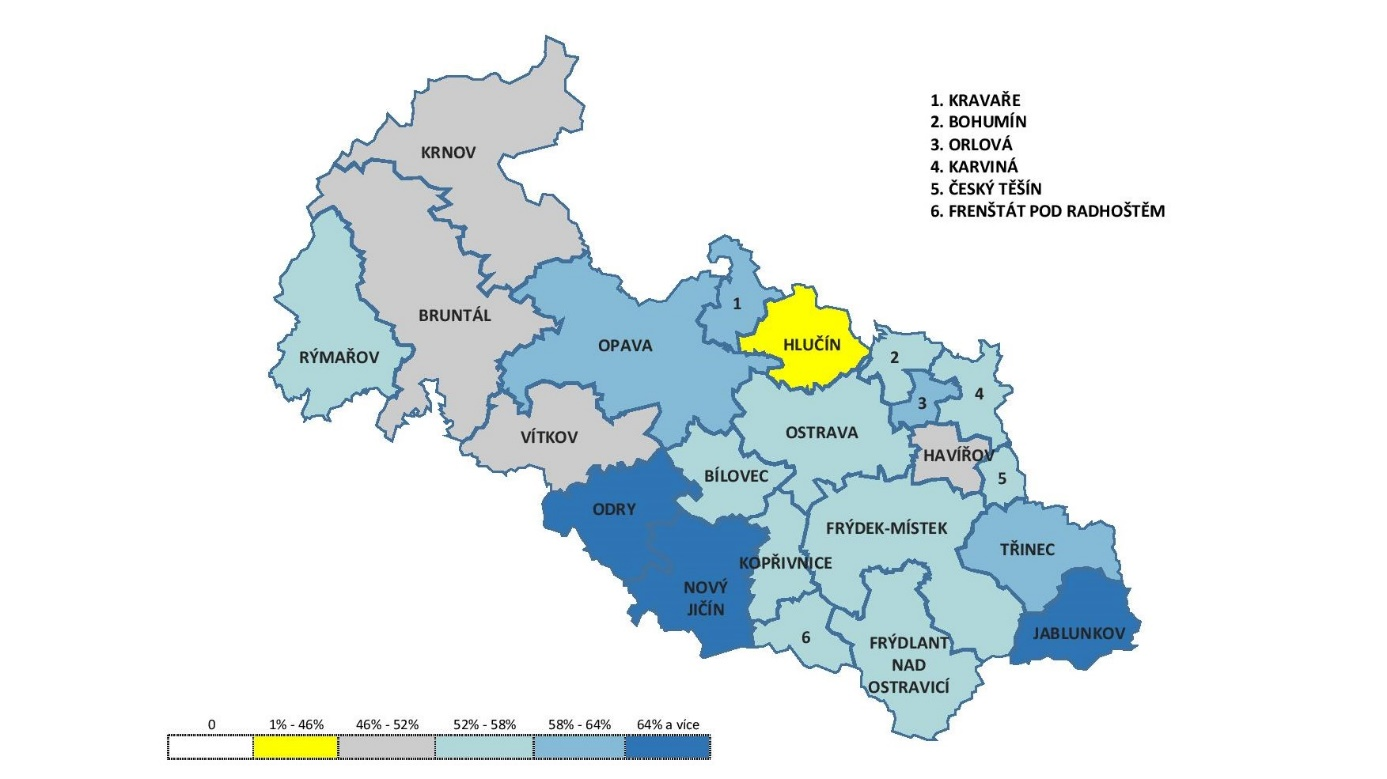 1. KRAVAŘE
2. BOHUMÍN
3. ORLOVÁ
4. KARVINÁ
5. ČESKÝ TĚŠÍN
6. FRENŠTÁT POD RADHOŠTĚM
KRNOV
BRUNTÁL
RÝMAŘOV
OPAVA
1
HLUČÍN
2
3
4
VÍTKOV
OSTRAVA
HAVÍŘOV
5
BÍLOVEC
ODRY
FRÝDEK-MÍSTEK
TŘINEC
KOPŘIVNICE
NOVÝ
JIČÍN
6
FRÝDLANT
NAD
OSTRAVICÍ
JABLUNKOV
0
1% - 46%
46% - 52%
52% - 58%
58% - 64%
64% a více